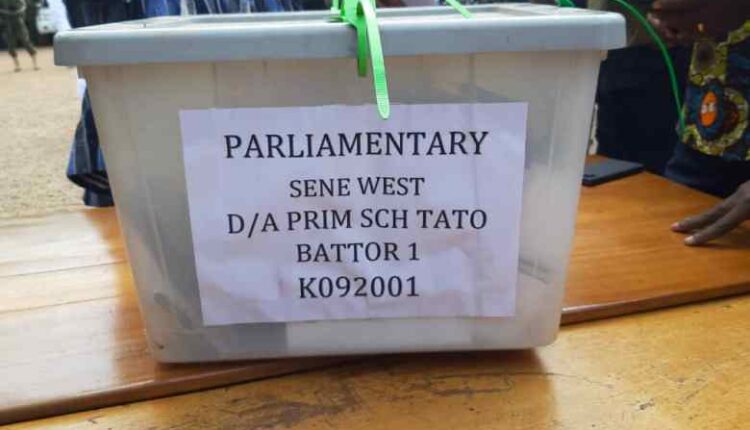 PARLIAMENTARY
SENE WEST
D/A PRIM SCH TATO
BATTOR 1
K092001